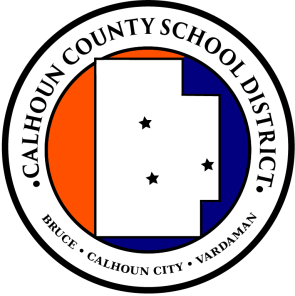 •CALHOUN COUNTY SCHOOL DISTRICT•
BRUCE • CALHOUN CITY • VARDAMAN